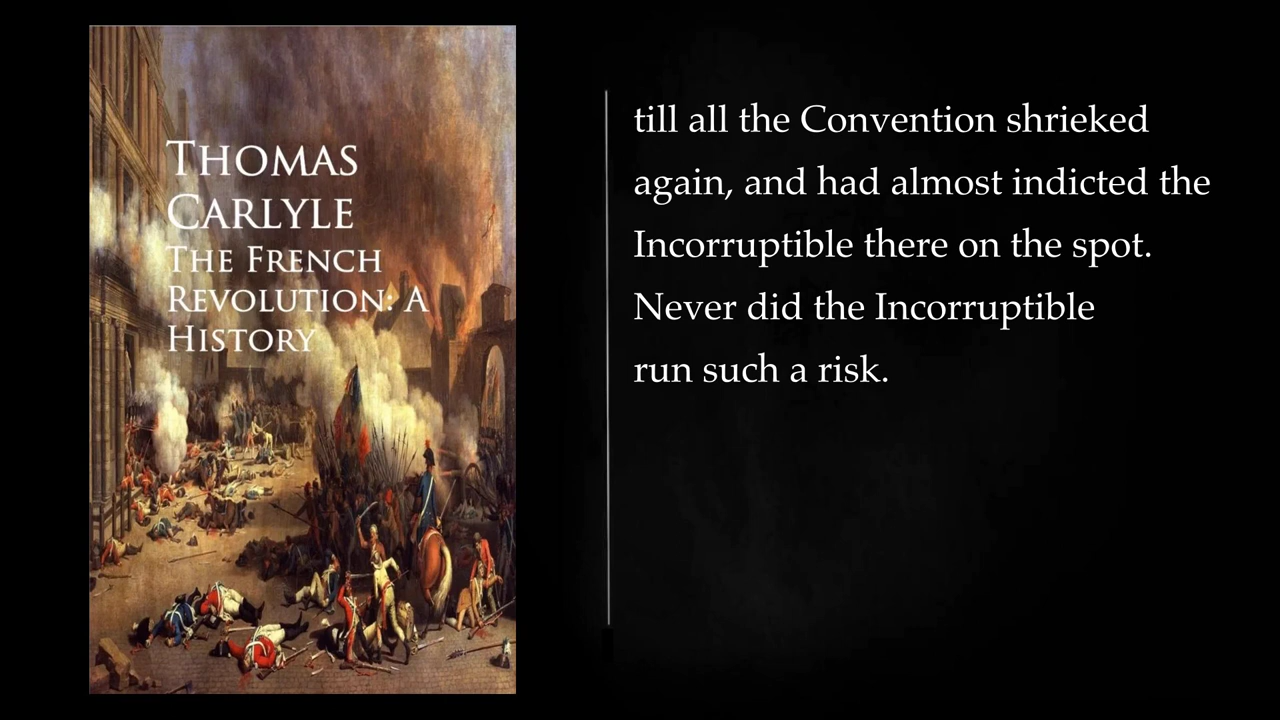 THOMAS
CARLYLE
THE FRENCH
REVOLUTION: A
HISTORY
till all the Convention shrieked
again, and had almost indicted the
Incorruptible there on the spot.
Never did the Incorruptible
run such a risk.